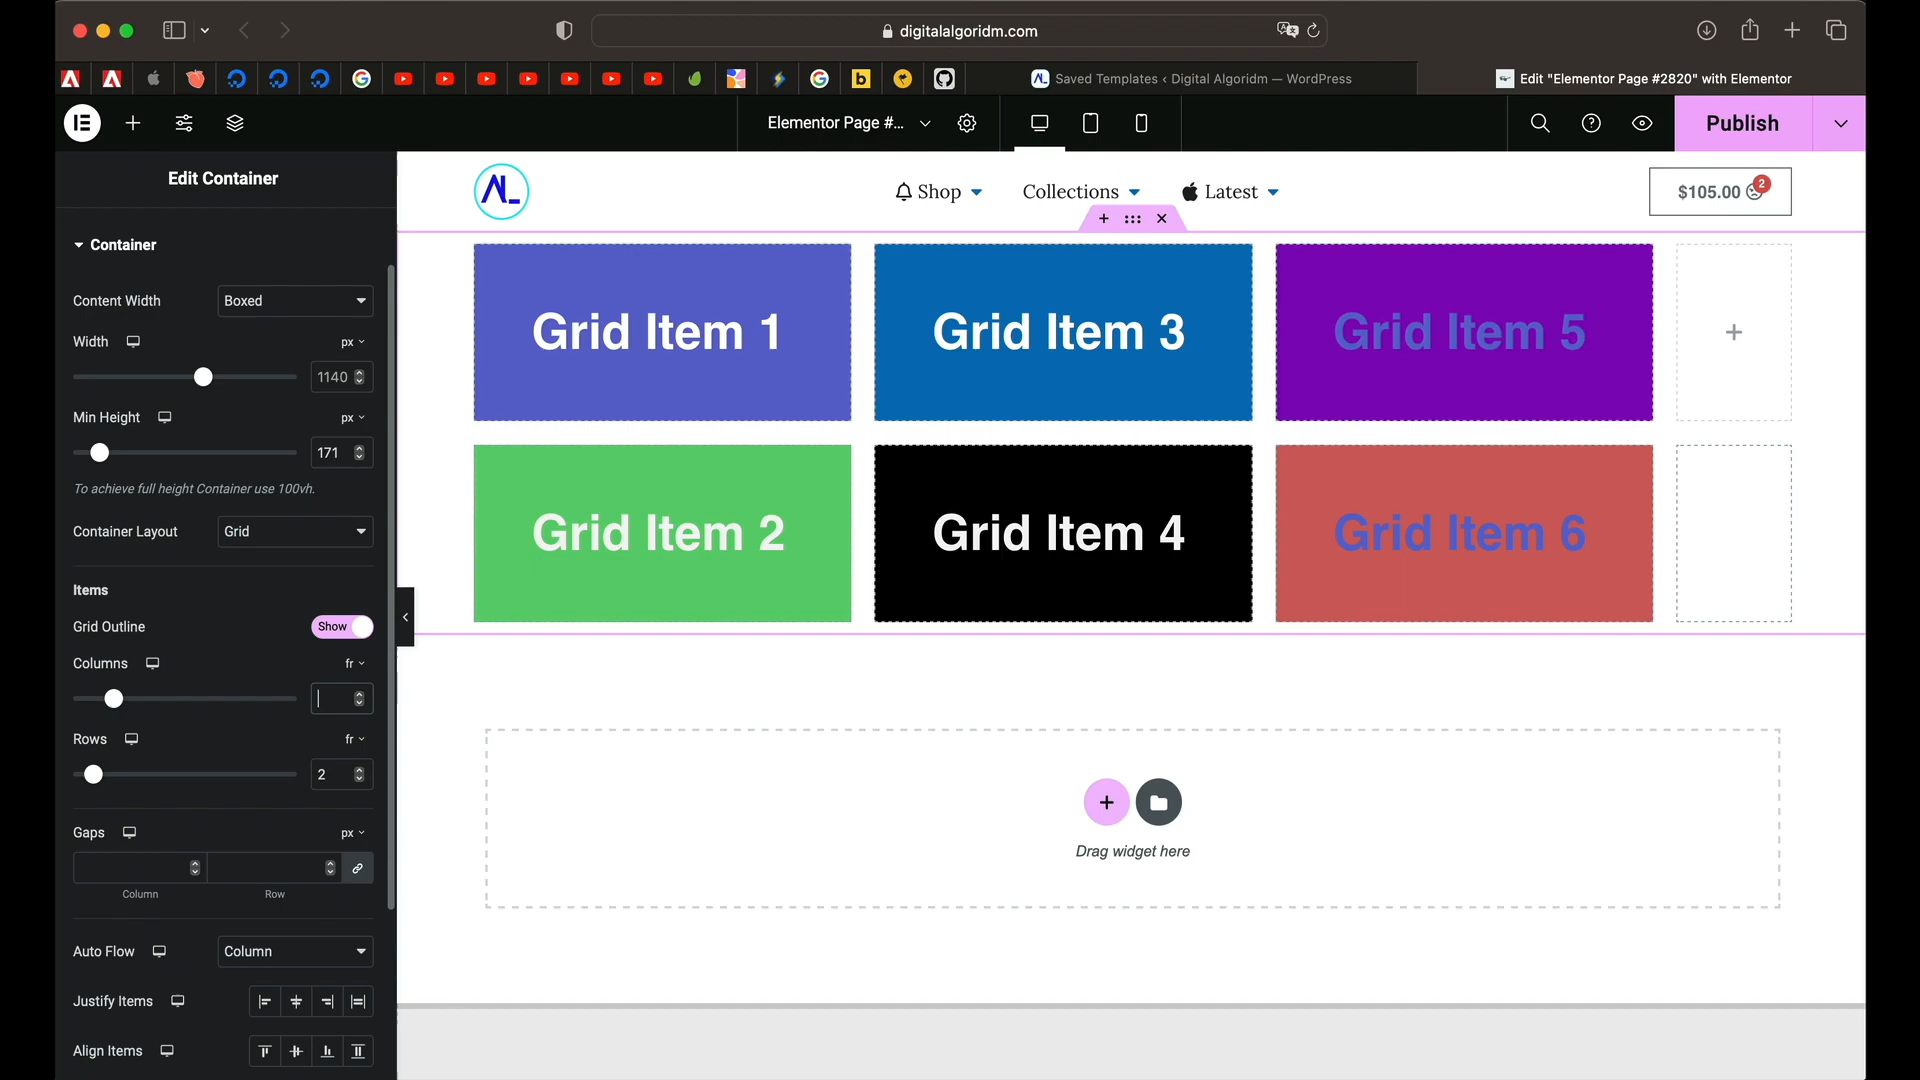 digitalalgoridm.com
Saved Templates ‹ Digital Algoridm — WordPress
Edit "Elementor Page #2820" with Elementor
Elementor Page #...
Publish
Edit Container
Container
Content Width
Boxed
Width
px
1140
Min Height
px
171
To achieve full height Container use 100vh.
Container Layout
Grid
Items
Grid Outline
Show
Columns
fr
Rows
fr
2
Gaps
px
Column
Row
Auto Flow
Column
Justify Items
Align Items
AL_
Shop
Collections
Latest
$105.00
2
Grid Item 1
Grid Item 3
Grid Item 5
Grid Item 2
Grid Item 4
Grid Item 6
Drag widget here